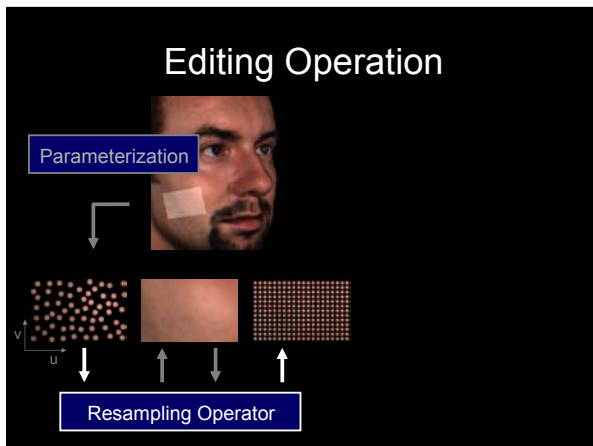 Editing Operation
Parameterization
v
u
Resampling Operator